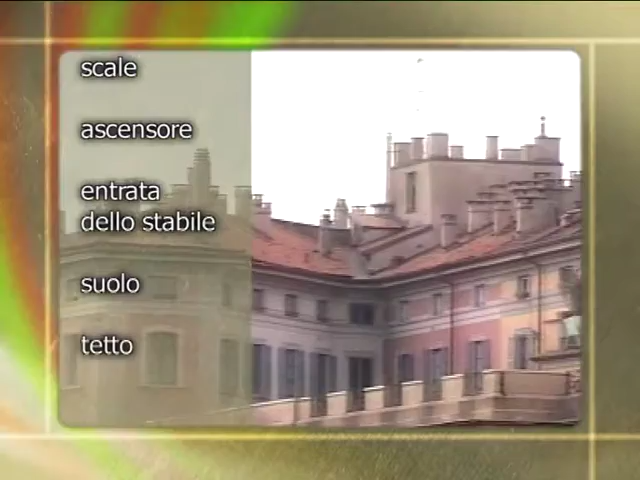 scale
ascensore
entrata
dello stabile
suolo
tetto